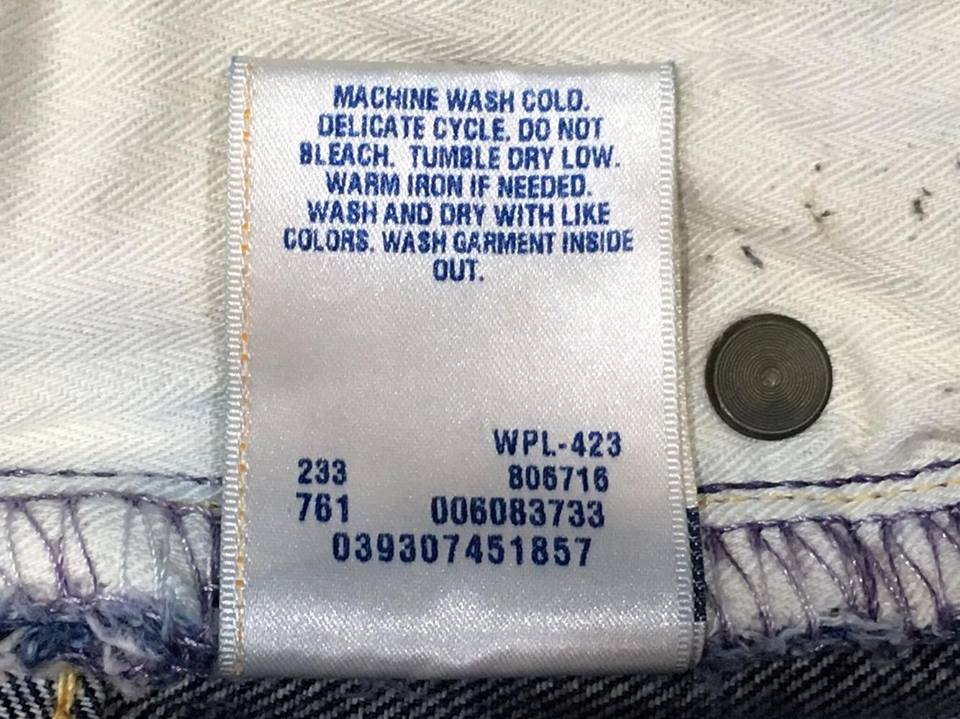 MACHINE WASH COLD.
DELICATE CYCLE. DO NOT
BLEACH. TUMBLE DRY LOW.
WARM IRON IF NEEDED.
WASH AND DRY WITH LIKE
COLORS. WASH GARMENT INSIDE
OUT.
WPL-423
233 806716
761 006083733
039307451857